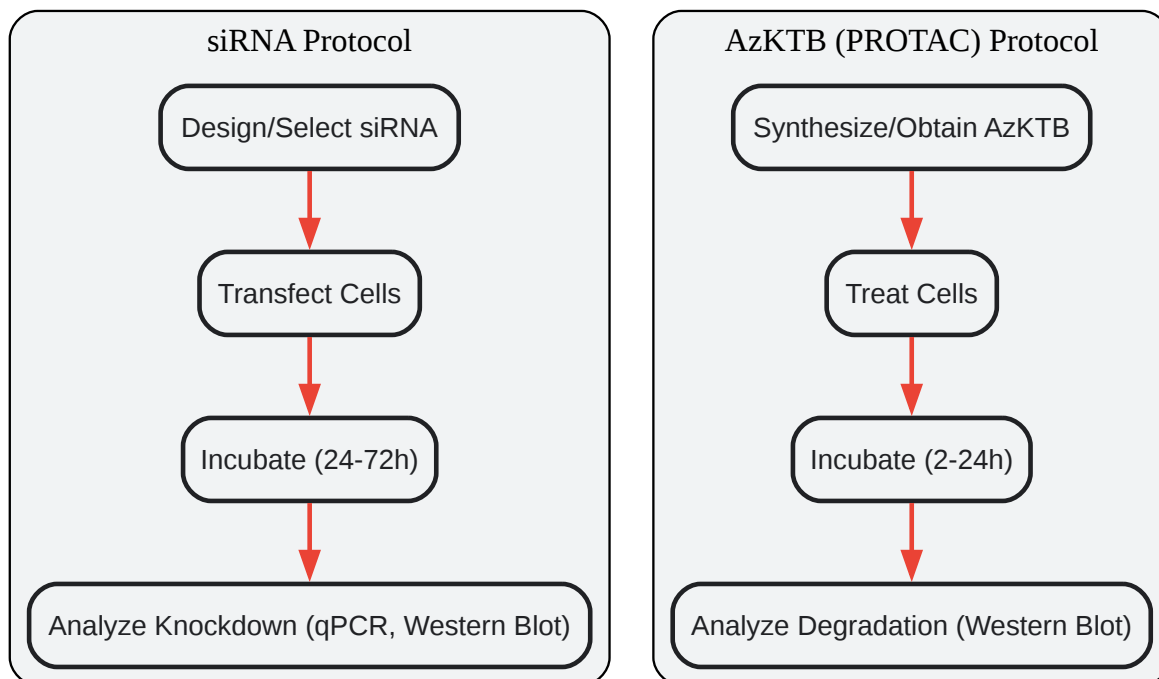 siRNA Protocol
Design/Select siRNA
Transfect Cells
Incubate (24-72h)
Analyze Knockdown (qPCR, Western Blot)
AzKTB (PROTAC) Protocol
Synthesize/Obtain AzKTB
Treat Cells
Incubate (2-24h)
Analyze Degradation (Western Blot)